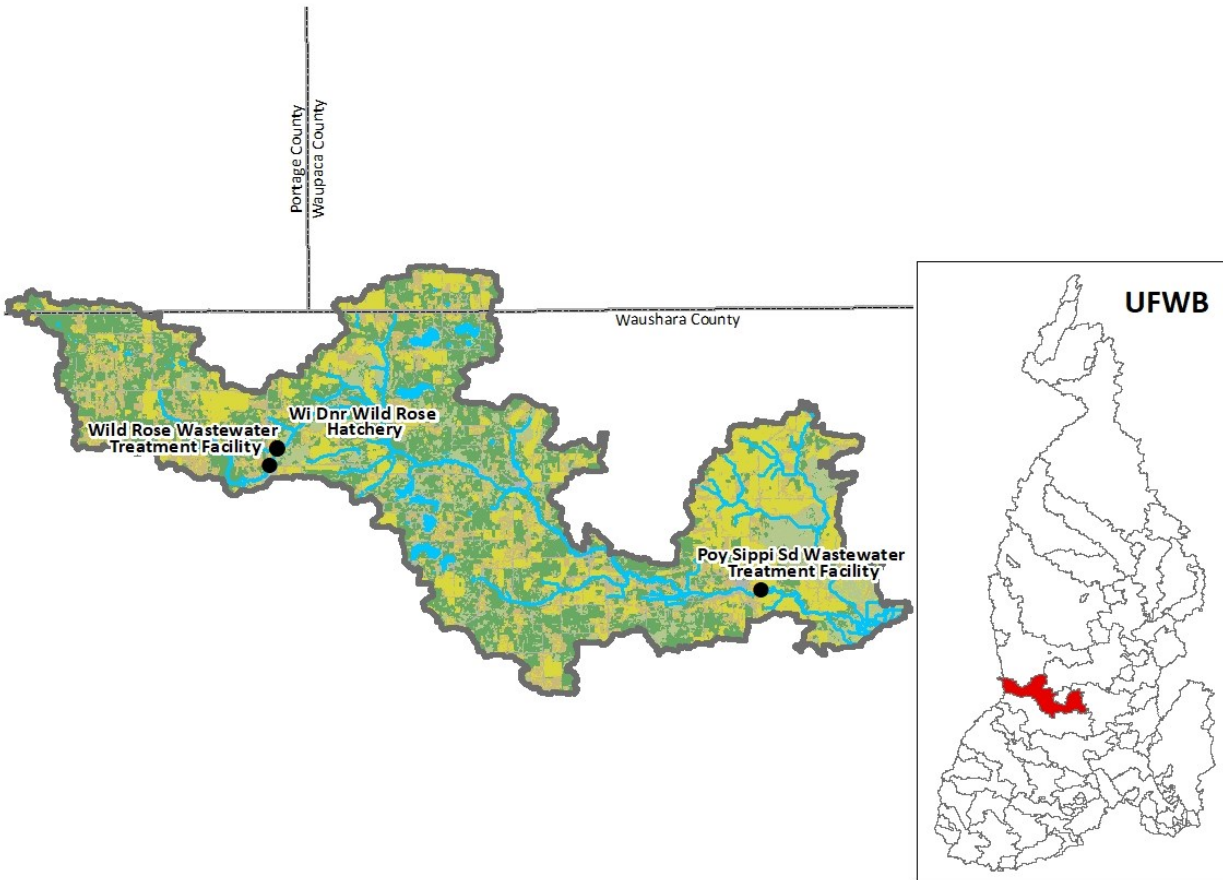 Portage County
Waupaca County
Waushara County
UFWB
Wi Dnr Wild Rose
Hatchery
Wild Rose Wastewater
Treatment Facility
Poy Sippi Sd Wastewater
Treatment Facility